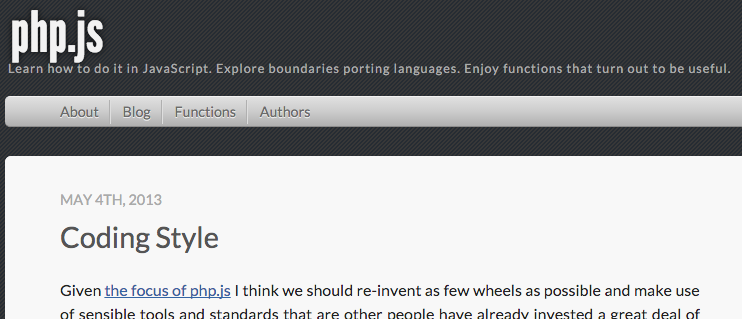 php.js
Learn how to do it in JavaScript. Explore boundaries porting languages. Enjoy functions that turn out to be useful.
About Blog Functions Authors
MAY 4TH, 2013
Coding Style
Given the focus of php.js I think we should re-invent as few wheels as possible and make use
of sensible tools and standards that are other people have already invested a great deal of